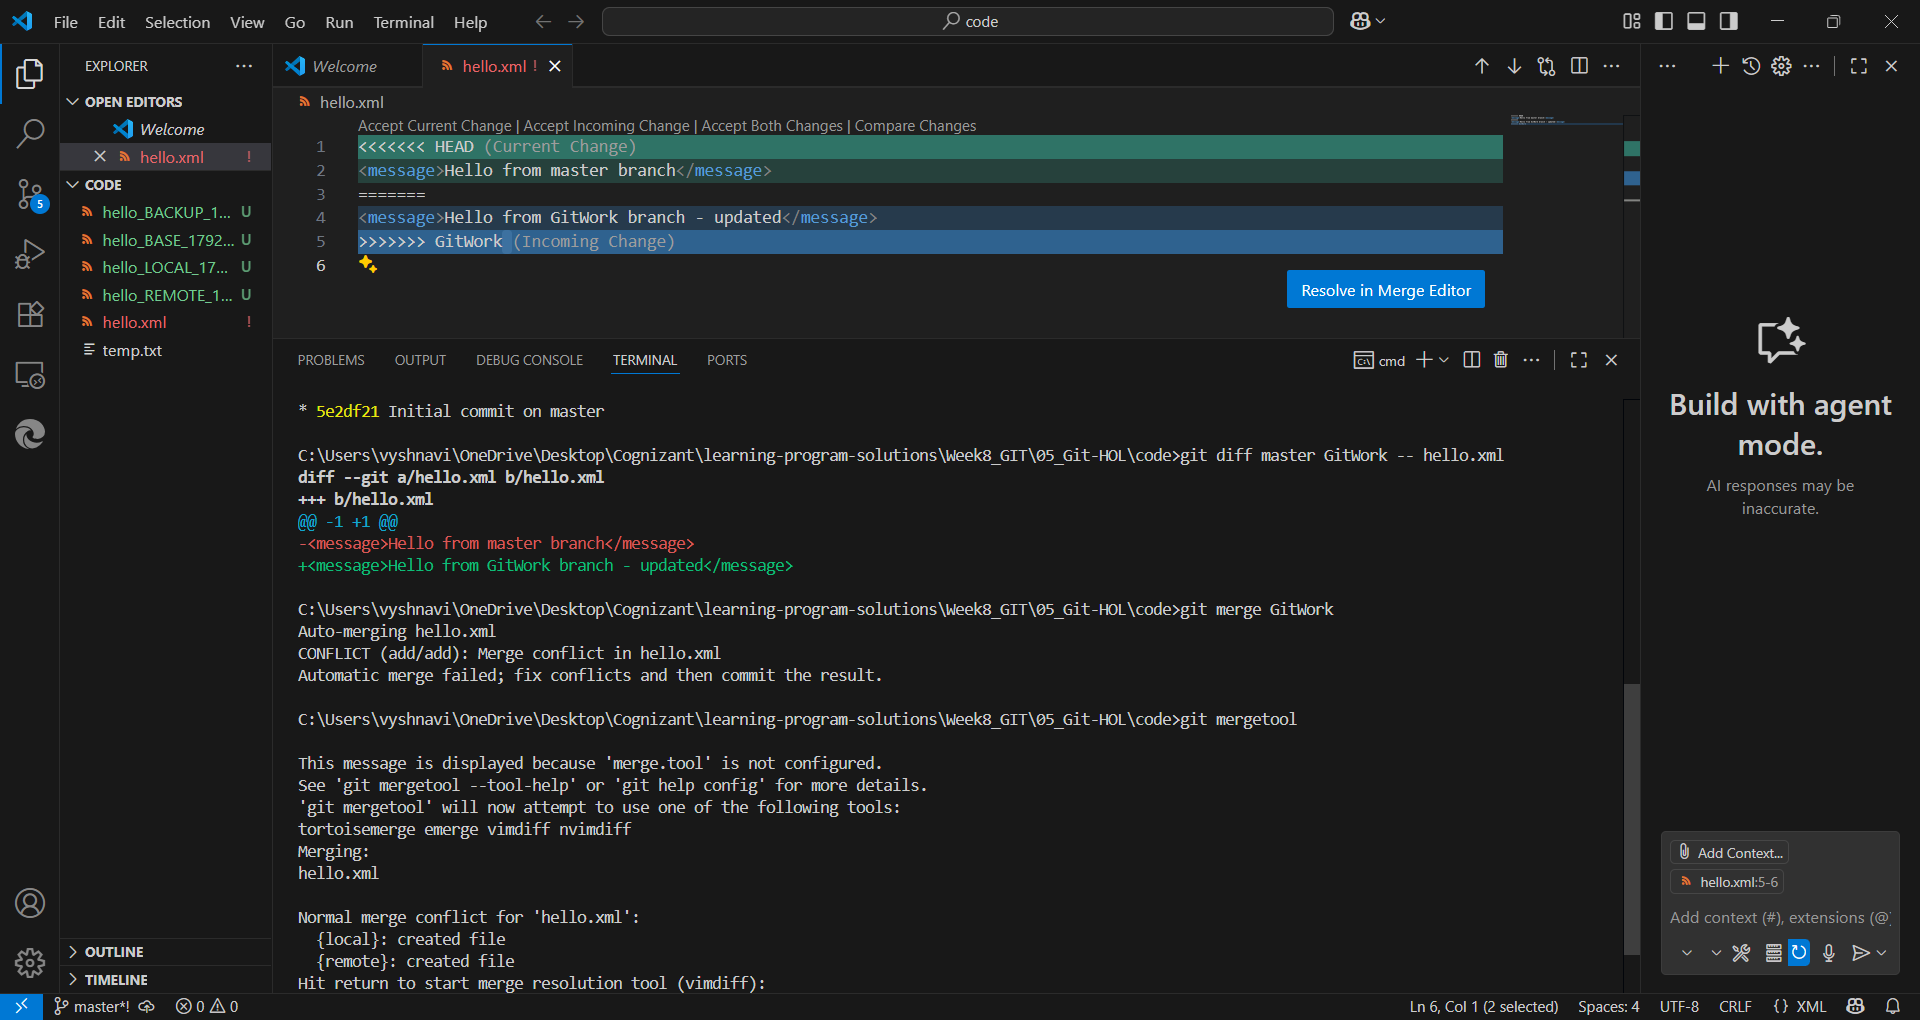 File Edit Selection View Go Run Terminal Help
code
EXPLORER
OPEN EDITORS
Welcome
hello.xml !
CODE
hello_BACKUP_1... U
hello_BASE_1792... U
hello_LOCAL_17... U
hello_REMOTE_1... U
hello.xml !
temp.txt
OUTLINE
TIMELINE
5
Welcome
hello.xml !
hello.xml
Accept Current Change | Accept Incoming Change | Accept Both Changes | Compare Changes
1 <<<<<<< HEAD (Current Change)
2 <message>Hello from master branch</message>
3 =======
4 <message>Hello from GitWork branch - updated</message>
5 >>>>>>> GitWork (Incoming Change)
6
Resolve in Merge Editor
PROBLEMS OUTPUT DEBUG CONSOLE TERMINAL PORTS
cmd
* 5e2df21 Initial commit on master
C:\Users\vyshnavi\OneDrive\Desktop\Cognizant\learning-program-solutions\Week8_GIT\05_Git-HOL\code>git diff master GitWork -- hello.xml
diff --git a/hello.xml b/hello.xml
+++ b/hello.xml
@@ -1 +1 @@
-<message>Hello from master branch</message>
+<message>Hello from GitWork branch - updated</message>
C:\Users\vyshnavi\OneDrive\Desktop\Cognizant\learning-program-solutions\Week8_GIT\05_Git-HOL\code>git merge GitWork
Auto-merging hello.xml
CONFLICT (add/add): Merge conflict in hello.xml
Automatic merge failed; fix conflicts and then commit the result.
C:\Users\vyshnavi\OneDrive\Desktop\Cognizant\learning-program-solutions\Week8_GIT\05_Git-HOL\code>git mergetool
This message is displayed because 'merge.tool' is not configured.
See 'git mergetool --tool-help' or 'git help config' for more details.
'git mergetool' will now attempt to use one of the following tools:
tortoisemerge emerge vimdiff nvimdiff
Merging:
hello.xml
Normal merge conflict for 'hello.xml':
{local}: created file
{remote}: created file
Hit return to start merge resolution tool (vimdiff):
Build with agent
mode.
AI responses may be
inaccurate.
Add Context...
hello.xml:5-6
Add context (#), extensions (@)
master*! 0 0
Ln 6, Col 1 (2 selected) Spaces: 4 UTF-8 CRLF {} XML